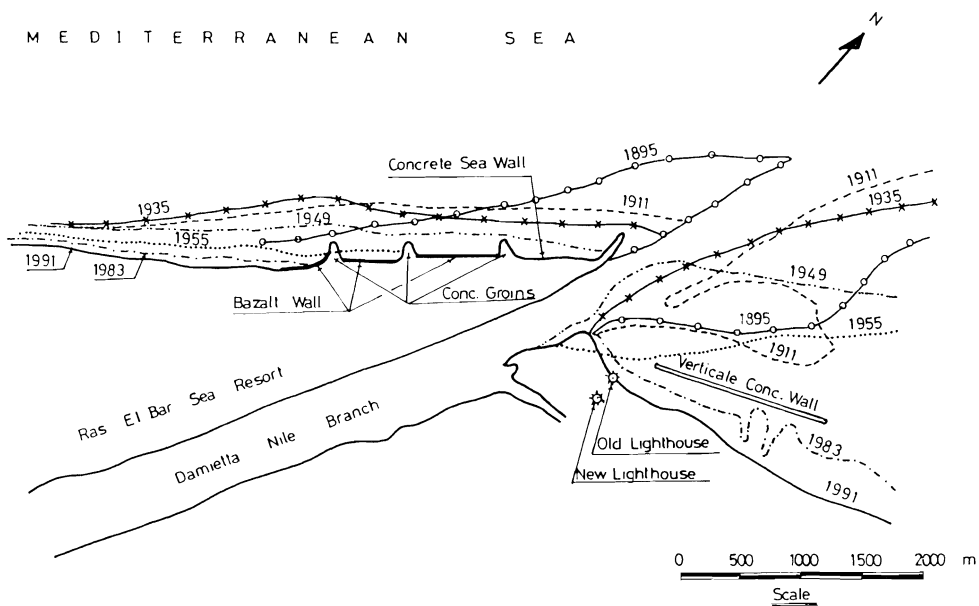 MEDITERRANEAN SEA
N
1895
Concrete Sea Wall
1911
1935
1935
1911
1949
1955
1949
1991
1983
Bazalt Wall
Conc. Groins
1895
1955
1911
Verticale Conc. Wall
Ras El Bar Sea Resort
Damietta Nile Branch
Old Lighthouse
New Lighthouse
1983
1991
0 500 1000 1500 2000 m
Scale